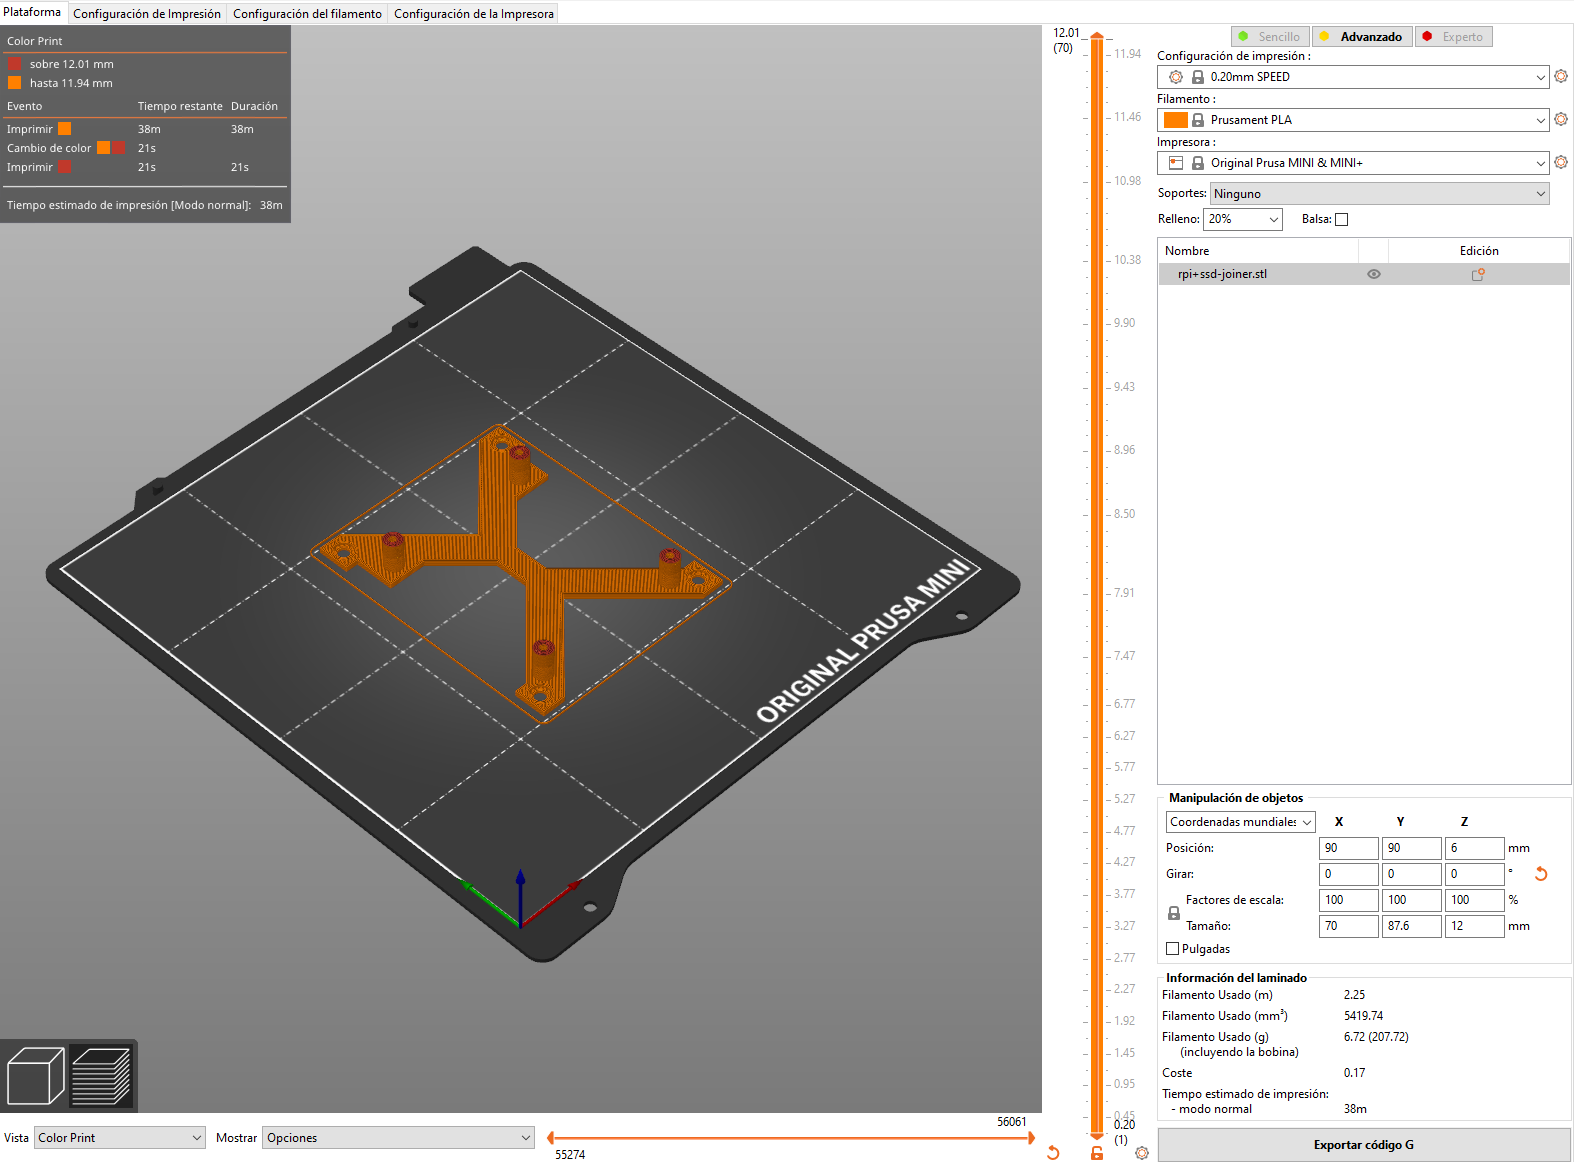 Plataforma Configuración de Impresión Configuración del filamento Configuración de la Impresora
Color Print
sobre 12.01 mm
hasta 11.94 mm
Evento Tiempo restante Duración
Imprimir 38m 38m
Cambio de color 21s
Imprimir 21s 21s
Tiempo estimado de impresión [Modo normal]: 38m
ORIGINAL PRUSA MINI
Vista Color Print Mostrar Opciones
56061
55274
12.01
(70)
11.94
11.46
10.98
10.38
9.90
9.43
8.96
8.50
7.91
7.47
6.77
6.27
5.77
5.27
4.77
4.27
3.77
3.27
2.77
2.27
1.92
1.45
0.95
0.45
0.20
(1)
Sencillo Avanzado Experto
Configuración de impresión :
0.20mm SPEED
Filamento :
Prusament PLA
Impresora :
Original Prusa MINI & MINI+
Soportes: Ninguno
Relleno: 20% Balsa:
Nombre Edición
rpi+ssd-joiner.stl
Manipulación de objetos
Coordenadas mundiales X Y Z
Posición: 90 90 6 mm
Girar: 0 0 0 °
Factores de escala: 100 100 100 %
Tamaño: 70 87.6 12 mm
Pulgadas
Información del laminado
Filamento Usado (m) 2.25
Filamento Usado (mm³) 5419.74
Filamento Usado (g) 6.72 (207.72)
(incluyendo la bobina)
Coste 0.17
Tiempo estimado de impresión:
- modo normal 38m
Exportar código G